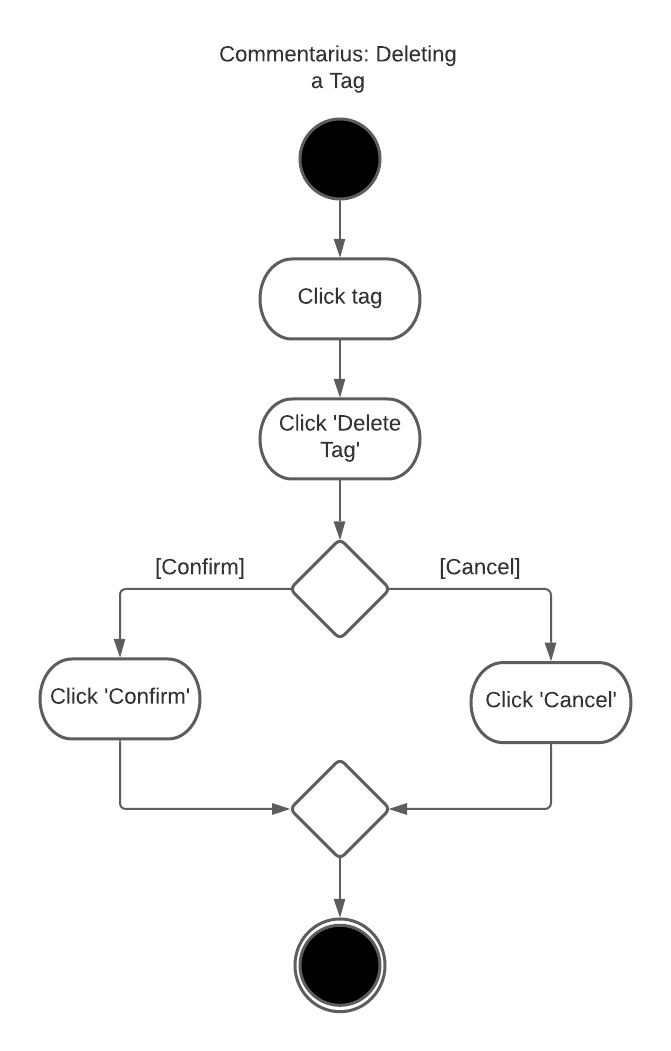 Commentarius: Deleting
a Tag
Click tag
Click 'Delete
Tag'
[Confirm]
[Cancel]
Click 'Confirm'
Click 'Cancel'